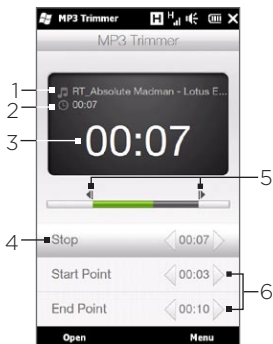 MP3 Trimmer
MP3 Trimmer
1 RT_Absolute Madman - Lotus E...
2 00:07
3 00:07
5
4 Stop 00:07
Start Point 00:03
6
End Point 00:10
Open Menu